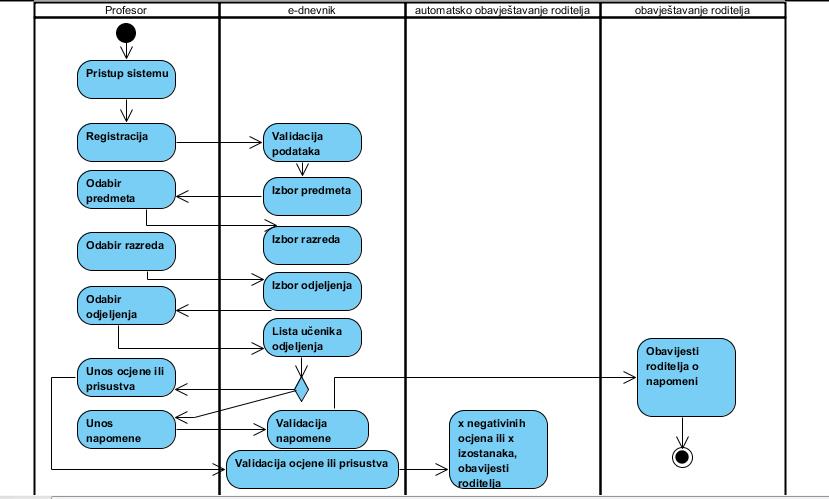 Profesor
e-dnevnik
automatsko obavještavanje roditelja
obavještavanje roditelja
Pristup sistemu
Registracija
Validacija
podataka
Odabir
predmeta
Izbor predmeta
Izbor razreda
Odabir razreda
Izbor odjeljenja
Odabir
odjeljenja
Lista učenika
odjeljenja
Unos ocjene ili
prisustva
Unos
napomene
Validacija
napomene
Validacija ocjene ili prisustva
x negativinih
ocjena ili x
izostanaka,
obavijesti
roditelja
Obavijesti
roditelja o
napomeni